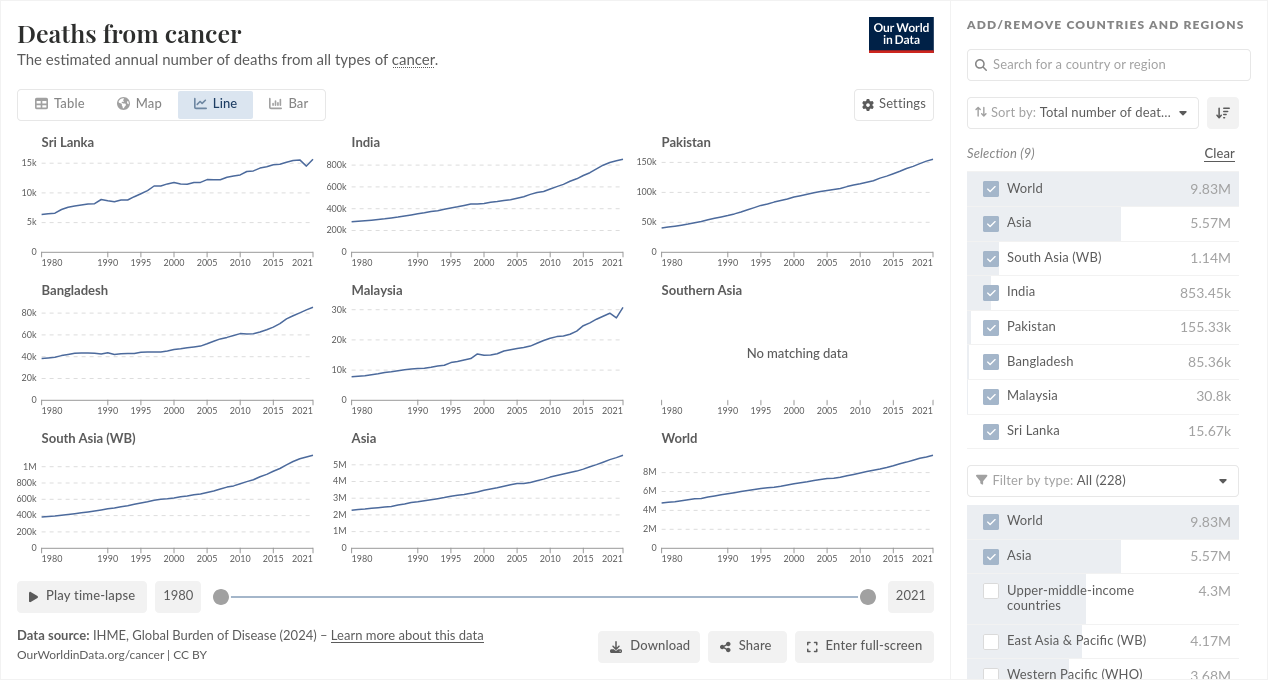 Deaths from cancer
The estimated annual number of deaths from all types of cancer.
Our World
in Data
Table
Map
Line
Bar
Settings
Sri Lanka
15k
10k
5k
0
1980 1990 1995 2000 2005 2010 2015 2021
India
800k
600k
400k
200k
0
1980 1990 1995 2000 2005 2010 2015 2021
Pakistan
150k
100k
50k
0
1980 1990 1995 2000 2005 2010 2015 2021
Bangladesh
80k
60k
40k
20k
0
1980 1990 1995 2000 2005 2010 2015 2021
Malaysia
30k
20k
10k
0
1980 1990 1995 2000 2005 2010 2015 2021
Southern Asia
No matching data
1980 1990 1995 2000 2005 2010 2015 2021
South Asia (WB)
1M
800k
600k
400k
200k
0
1980 1990 1995 2000 2005 2010 2015 2021
Asia
5M
4M
3M
2M
1M
0
1980 1990 1995 2000 2005 2010 2015 2021
World
8M
6M
4M
2M
0
1980 1990 1995 2000 2005 2010 2015 2021
Play time-lapse
1980
2021
Data source: IHME, Global Burden of Disease (2024) – Learn more about this data
OurWorldinData.org/cancer | CC BY
Download
Share
Enter full-screen
ADD/REMOVE COUNTRIES AND REGIONS
Search for a country or region
Sort by: Total number of deat...
Selection (9)
Clear
World 9.83M
Asia 5.57M
South Asia (WB) 1.14M
India 853.45k
Pakistan 155.33k
Bangladesh 85.36k
Malaysia 30.8k
Sri Lanka 15.67k
Filter by type: All (228)
World 9.83M
Asia 5.57M
Upper-middle-income 4.3M
countries
East Asia & Pacific (WB) 4.17M
Western Pacific (WHO) 3.68M